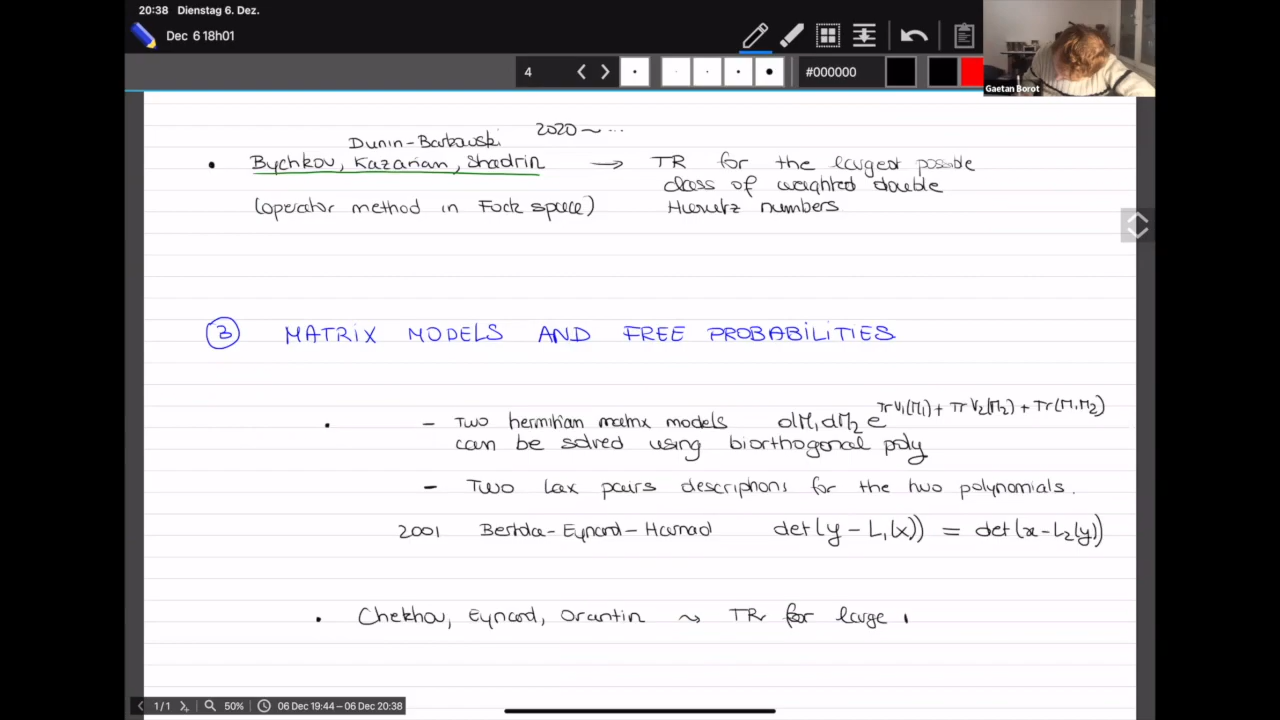 20:38 Dienstag 6. Dez.
Dec 6 18h01
4
#000000
Gaetan Borot
Dunin-Barkowski 2020 ~ ...
• Bychkov, Kazarian, Shadrin → TR for the largest possible
class of weighted double
(operator method in Fock space) Hurwitz numbers
3 MATRIX MODELS AND FREE PROBABILITIES
• - Two hermitian matrix models dM₁dM₂ e^{Tr V₁(M₁) + Tr V₂(M₂) + Tr(M₁M₂)}
can be solved using biorthogonal poly
- Two Lax pairs descriptions for the two polynomials.
2001 Bertola-Eynard-Harnad det(y - L₁(x)) = det(x - L₂(y))
• Chekhov, Eynard, Orantin ⇝ TR for large
1/1 50% 06 Dec 19:44 – 06 Dec 20:38